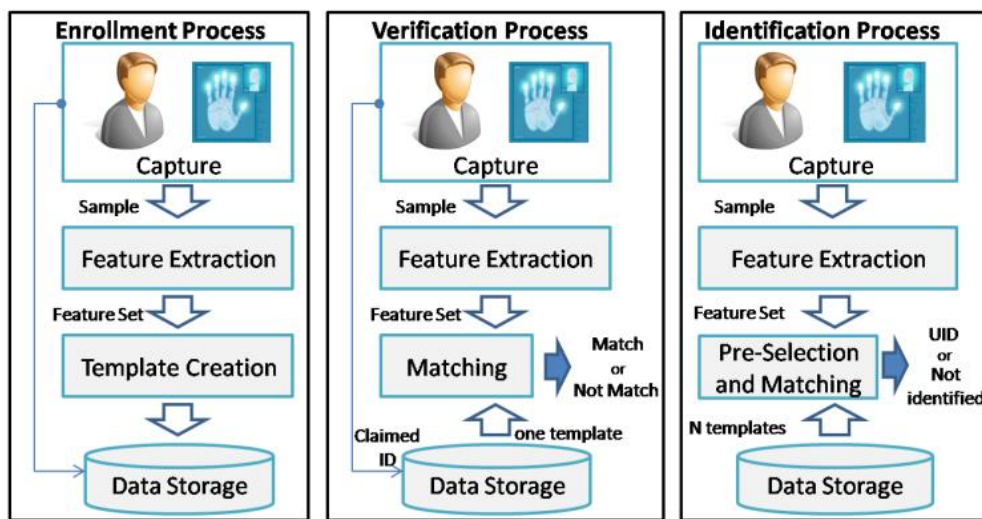 Enrollment Process
Capture
Sample
Feature Extraction
Feature Set
Template Creation
Data Storage
Verification Process
Capture
Sample
Feature Extraction
Feature Set
Matching
Match
or
Not Match
Claimed
ID
one template
Data Storage
Identification Process
Capture
Sample
Feature Extraction
Feature Set
Pre-Selection
and Matching
UID
or
Not
identified
N templates
Data Storage